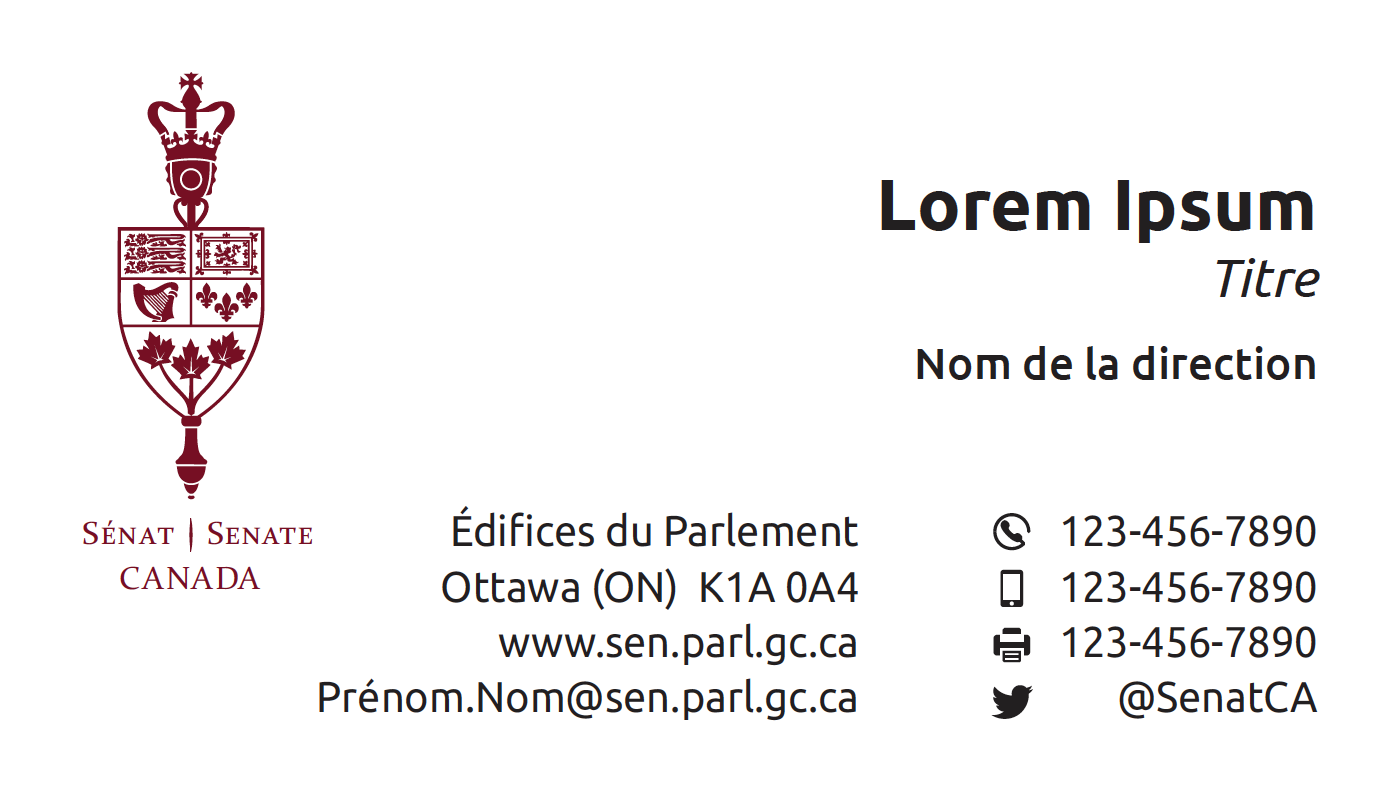 Lorem Ipsum
Titre
Nom de la direction
SÉNAT | SENATE
CANADA
Édifices du Parlement
Ottawa (ON)  K1A 0A4
www.sen.parl.gc.ca
Prénom.Nom@sen.parl.gc.ca
123-456-7890
123-456-7890
123-456-7890
@SenatCA